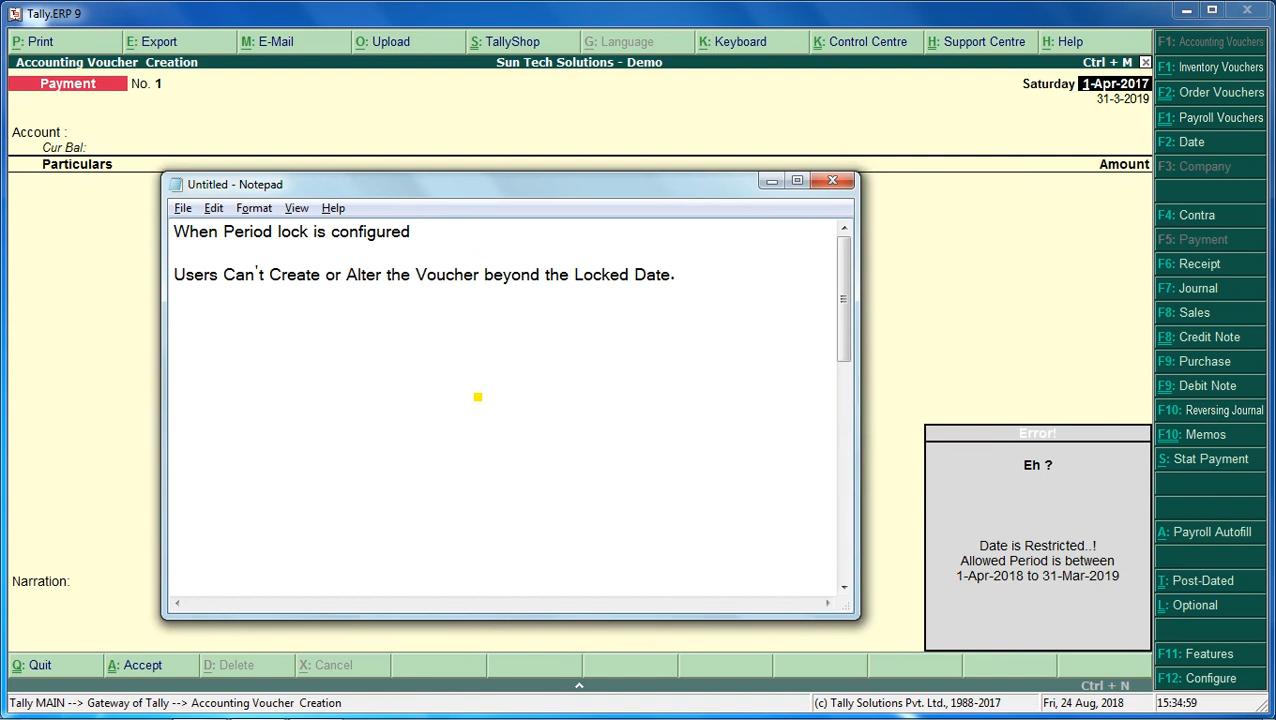 Tally.ERP 9
P: Print
E: Export
M: E-Mail
O: Upload
S: TallyShop
G: Language
K: Keyboard
K: Control Centre
H: Support Centre
H: Help
F1: Accounting Vouchers
Accounting Voucher Creation
Sun Tech Solutions - Demo
Ctrl + M
F1: Inventory Vouchers
Payment No. 1
Saturday 1-Apr-2017
31-3-2019
F2: Order Vouchers
F1: Payroll Vouchers
Account :
Cur Bal:
F2: Date
Particulars
Amount
F3: Company
Untitled - Notepad
File Edit Format View Help
When Period lock is configured
Users Can't Create or Alter the Voucher beyond the Locked Date.
F4: Contra
F5: Payment
F6: Receipt
F7: Journal
F8: Sales
F8: Credit Note
F9: Purchase
F9: Debit Note
F10: Reversing Journal
F10: Memos
S: Stat Payment
Error!
Eh ?
Date is Restricted..!
Allowed Period is between
1-Apr-2018 to 31-Mar-2019
A: Payroll Autofill
T: Post-Dated
L: Optional
F11: Features
F12: Configure
Narration:
Q: Quit
A: Accept
D: Delete
X: Cancel
Ctrl + N
Tally MAIN --> Gateway of Tally --> Accounting Voucher Creation
(c) Tally Solutions Pvt. Ltd., 1988-2017
Fri, 24 Aug, 2018
15:34:59